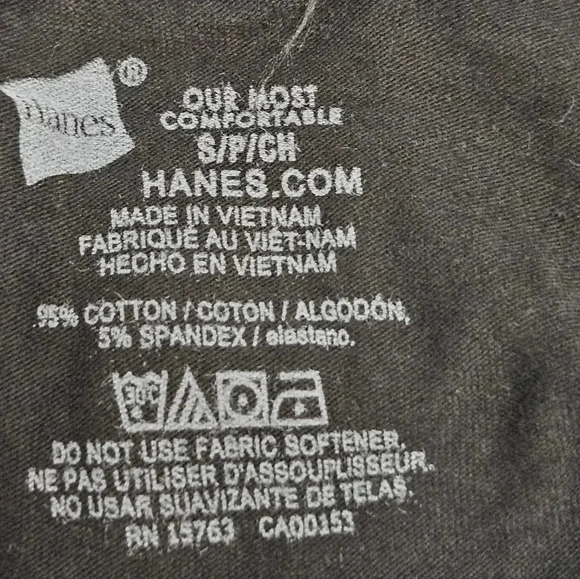 Hanes®
OUR MOST
COMFORTABLE
S/P/CH
HANES.COM
MADE IN VIETNAM
FABRIQUÉ AU VIÊT-NAM
HECHO EN VIETNAM
95% COTTON / COTON / ALGODÓN,
5% SPANDEX / elastano.
30°C
DO NOT USE FABRIC SOFTENER.
NE PAS UTILISER D'ASSOUPLISSEUR.
NO USAR SUAVIZANTE DE TELAS.
RN 15763 CA00153